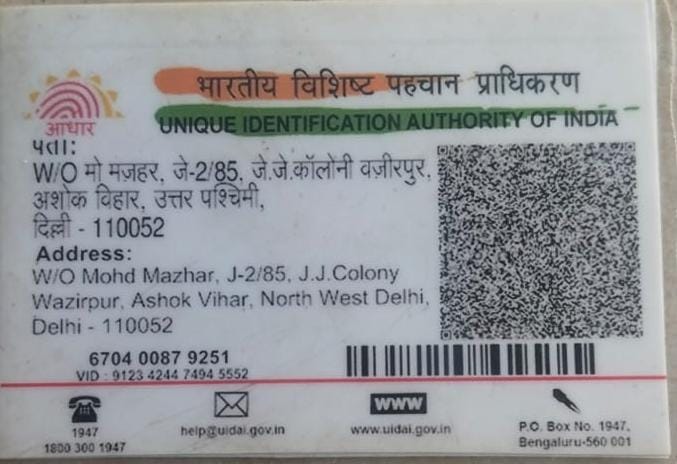 भारतीय विशिष्ट पहचान प्राधिकरण
आधार
UNIQUE IDENTIFICATION AUTHORITY OF INDIA
पता:
W/O मो मज़हर, जे-2/85, जे.जे.कॉलोनी वज़ीरपुर,
अशोक विहार, उत्तर पश्चिमी,
दिल्ली - 110052
Address:
W/O Mohd Mazhar, J-2/85, J.J.Colony
Wazirpur, Ashok Vihar, North West Delhi,
Delhi - 110052
6704 0087 9251
VID : 9123 4244 7494 5552
1947
1800 300 1947
help@uidai.gov.in
WWW
www.uidai.gov.in
P.O. Box No. 1947,
Bengaluru-560 001